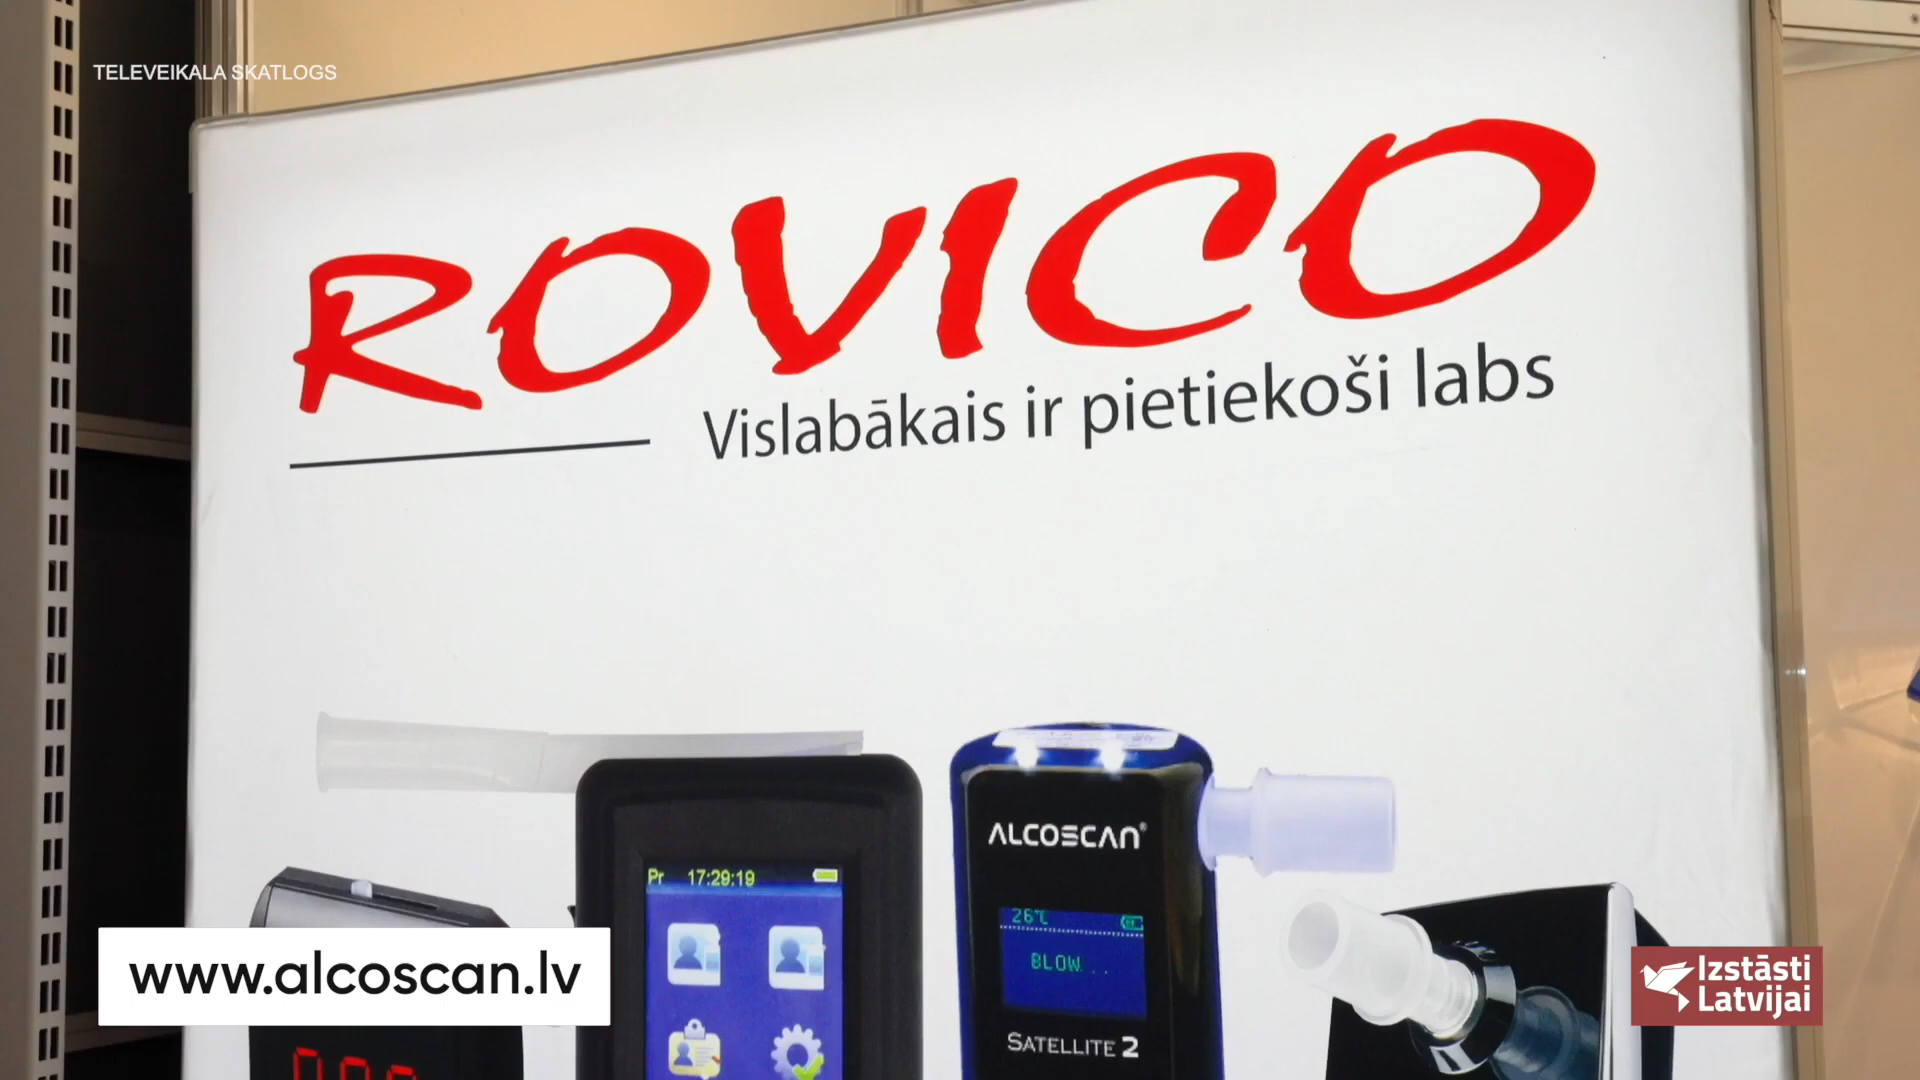 TELEVEIKALA SKATLOGS
ROVICO
Vislabākais ir pietiekoši labs
ALCOSCAN®
Pr 17:29:19
26℃
BLOW . .
SATELLITE 2
www.alcoscan.lv
Izstāsti
Latvijai